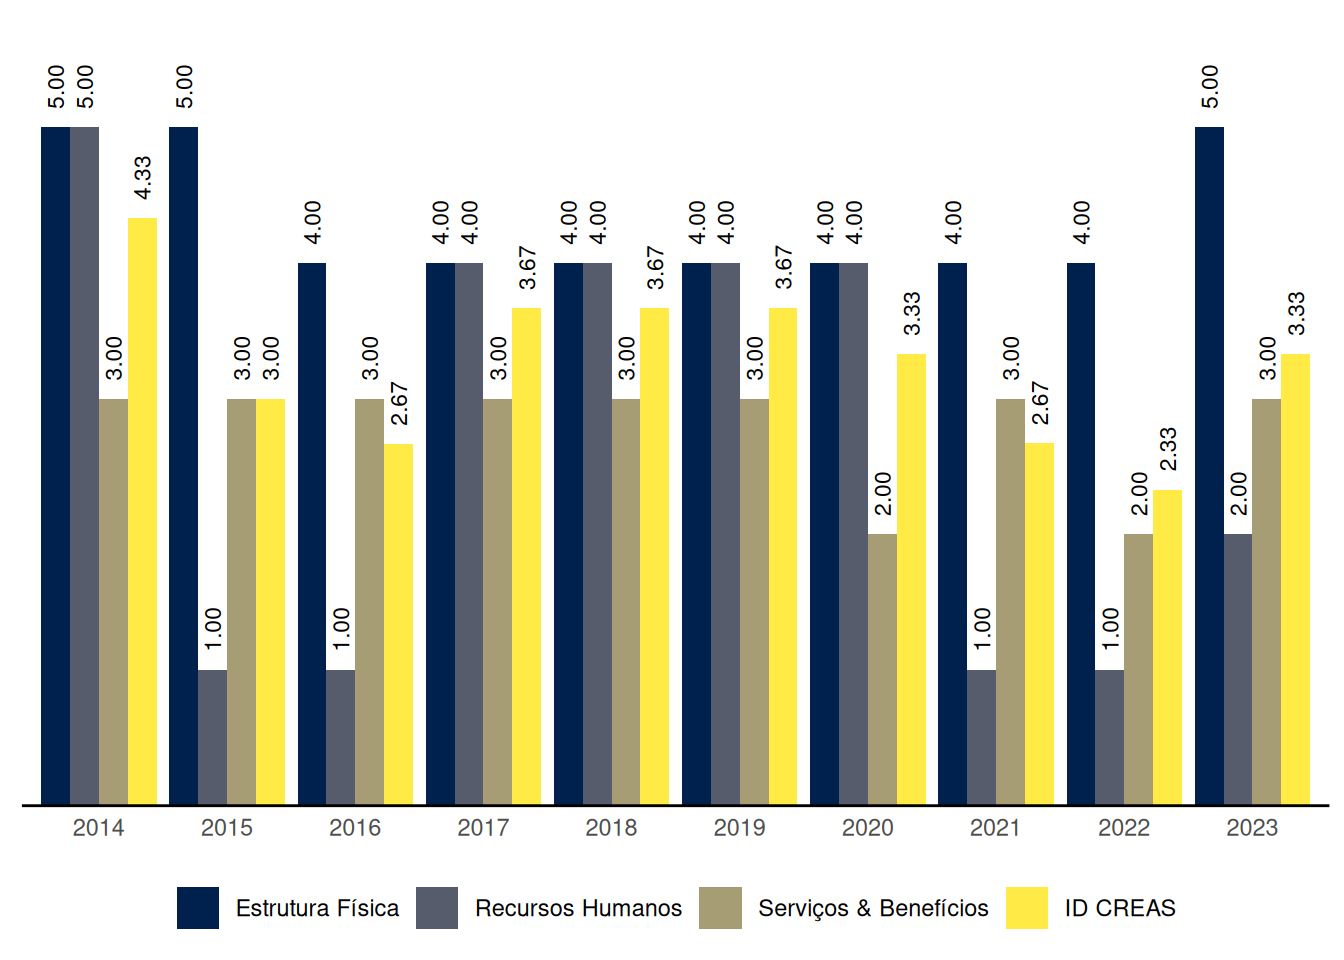 5.00 5.00 3.00 4.33
5.00 1.00 3.00 3.00
4.00 1.00 3.00 2.67
4.00 4.00 3.00 3.67
4.00 4.00 3.00 3.67
4.00 4.00 3.00 3.67
4.00 4.00 2.00 3.33
4.00 1.00 3.00 2.67
4.00 1.00 2.00 2.33
5.00 2.00 3.00 3.33
2014 2015 2016 2017 2018 2019 2020 2021 2022 2023
Estrutura Física Recursos Humanos Serviços & Benefícios ID CREAS